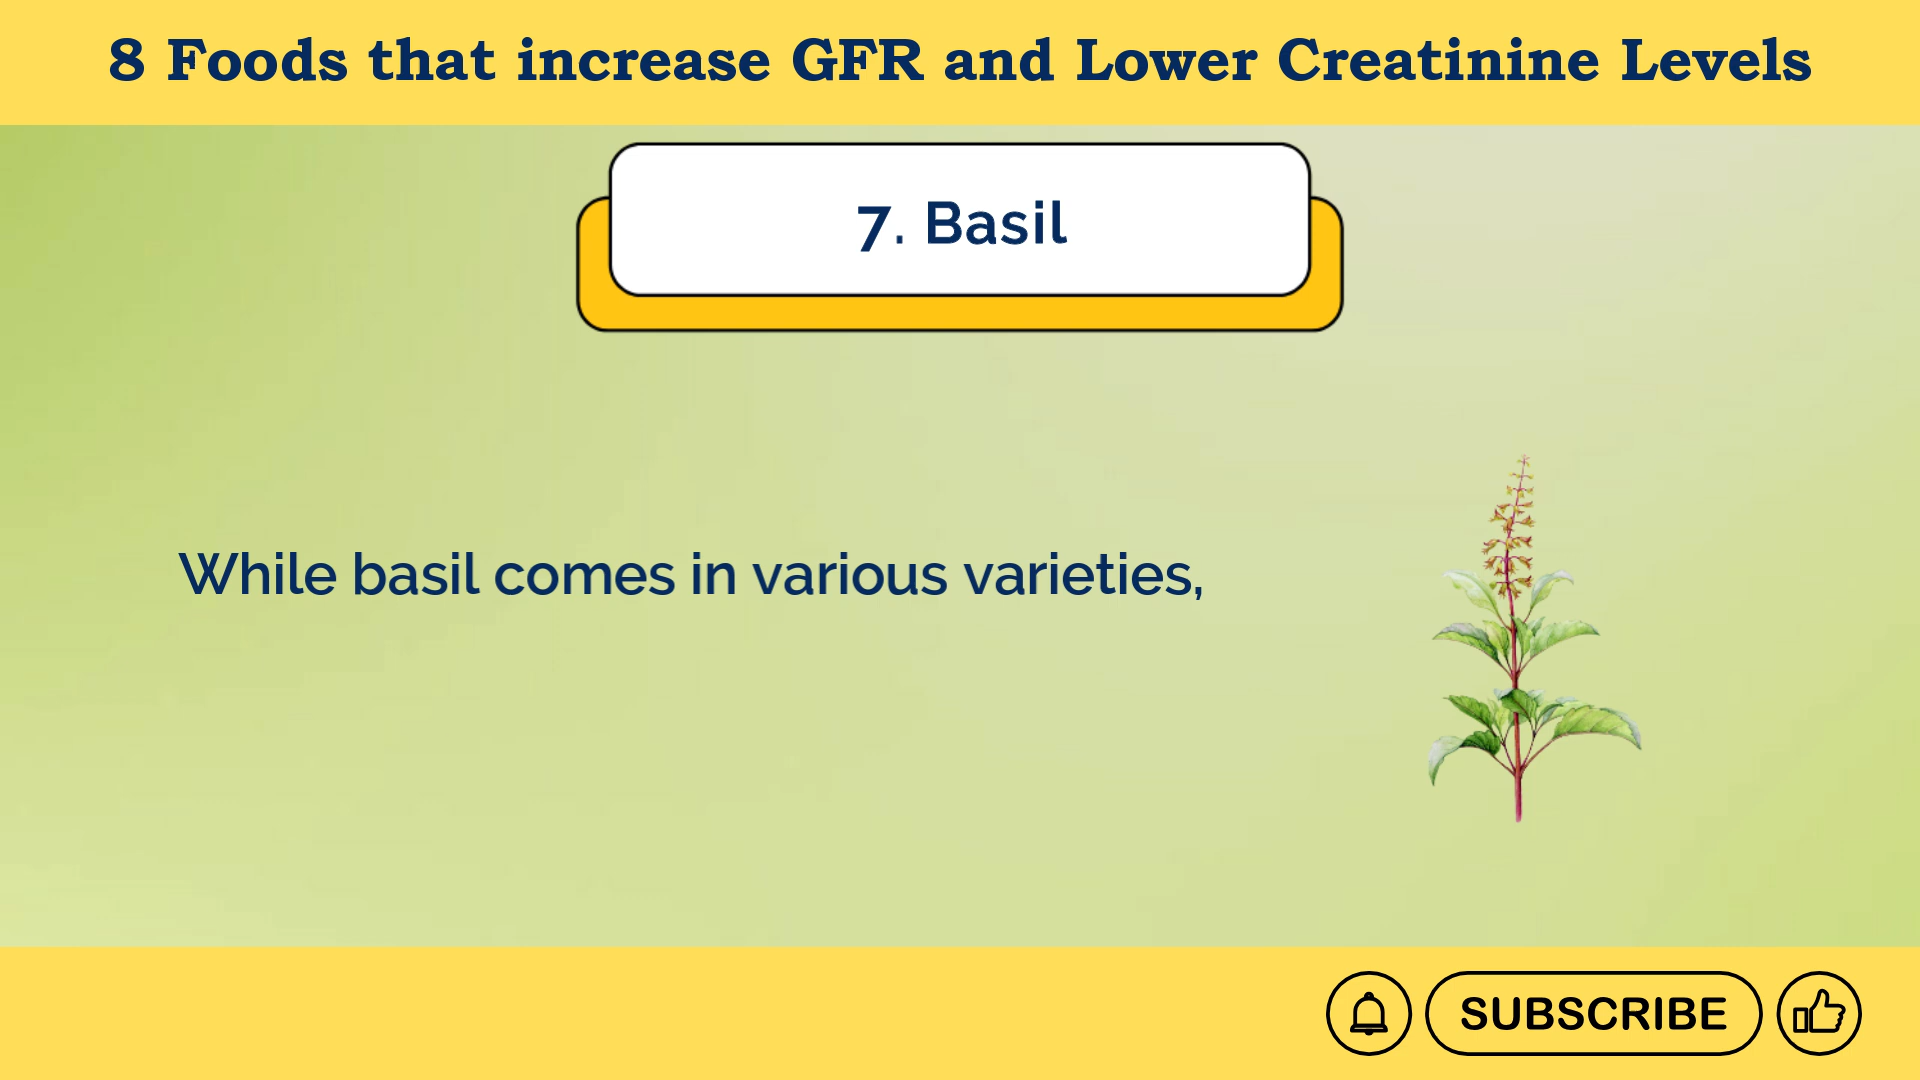 8 Foods that increase GFR and Lower Creatinine Levels
7. Basil
While basil comes in various varieties,
SUBSCRIBE